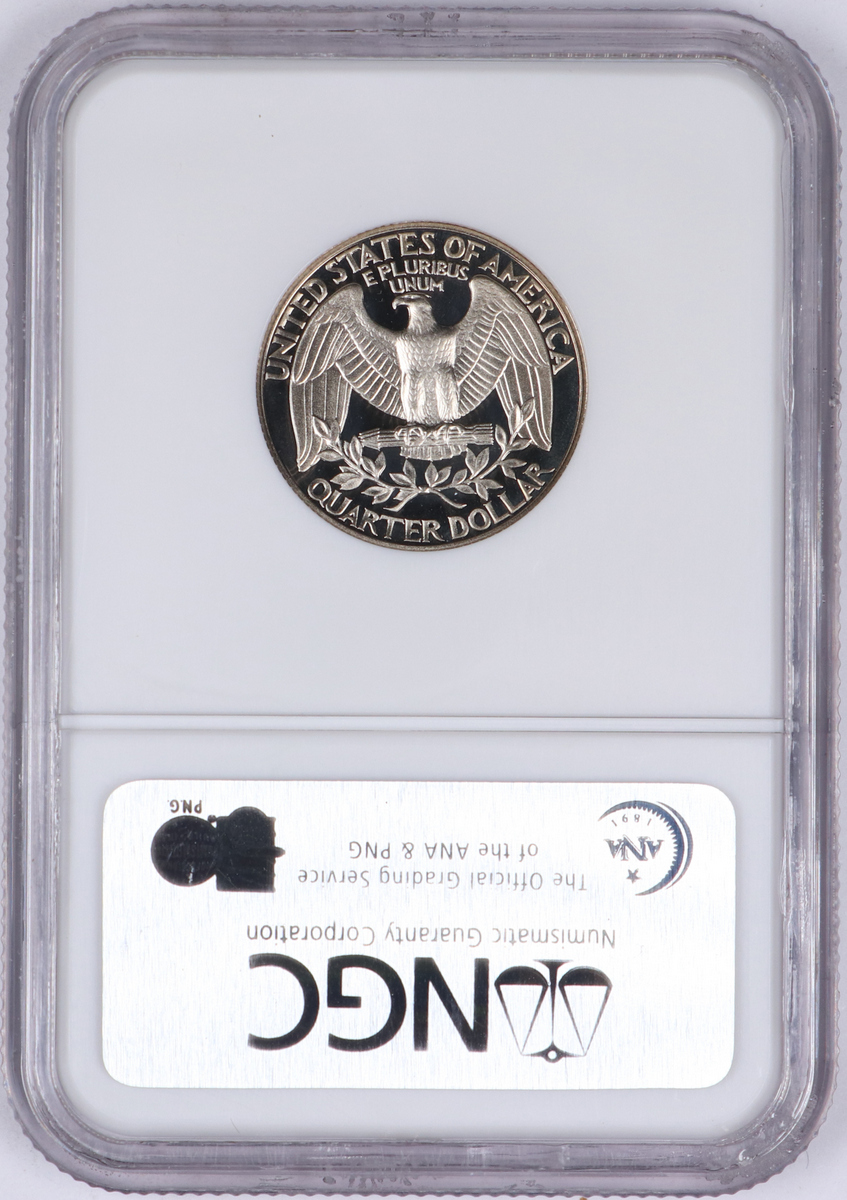 UNITED STATES OF AMERICA
E PLURIBUS
UNUM
QUARTER DOLLAR
NGC
Numismatic Guaranty Corporation
The Official Grading Service
of the ANA & PNG
ANA
1891
PNG